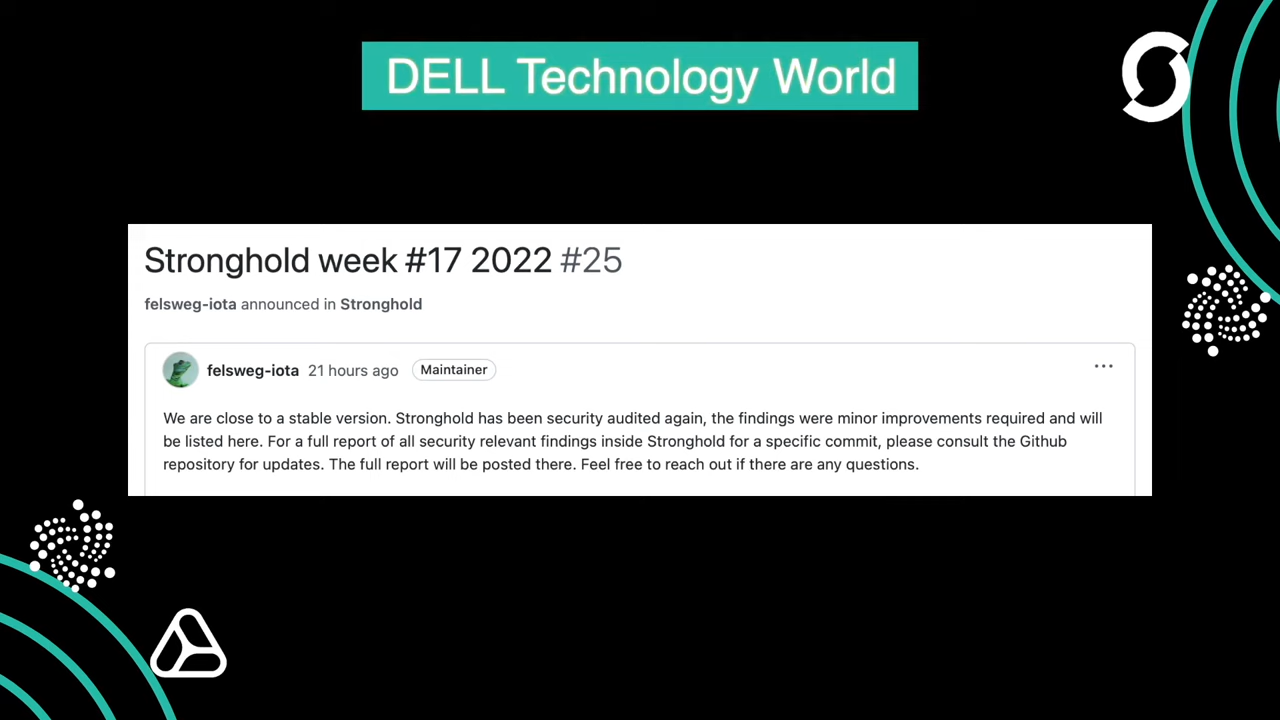 DELL Technology World
Stronghold week #17 2022 #25
felsweg-iota announced in Stronghold
felsweg-iota 21 hours ago Maintainer
We are close to a stable version. Stronghold has been security audited again, the findings were minor improvements required and will
be listed here. For a full report of all security relevant findings inside Stronghold for a specific commit, please consult the Github
repository for updates. The full report will be posted there. Feel free to reach out if there are any questions.